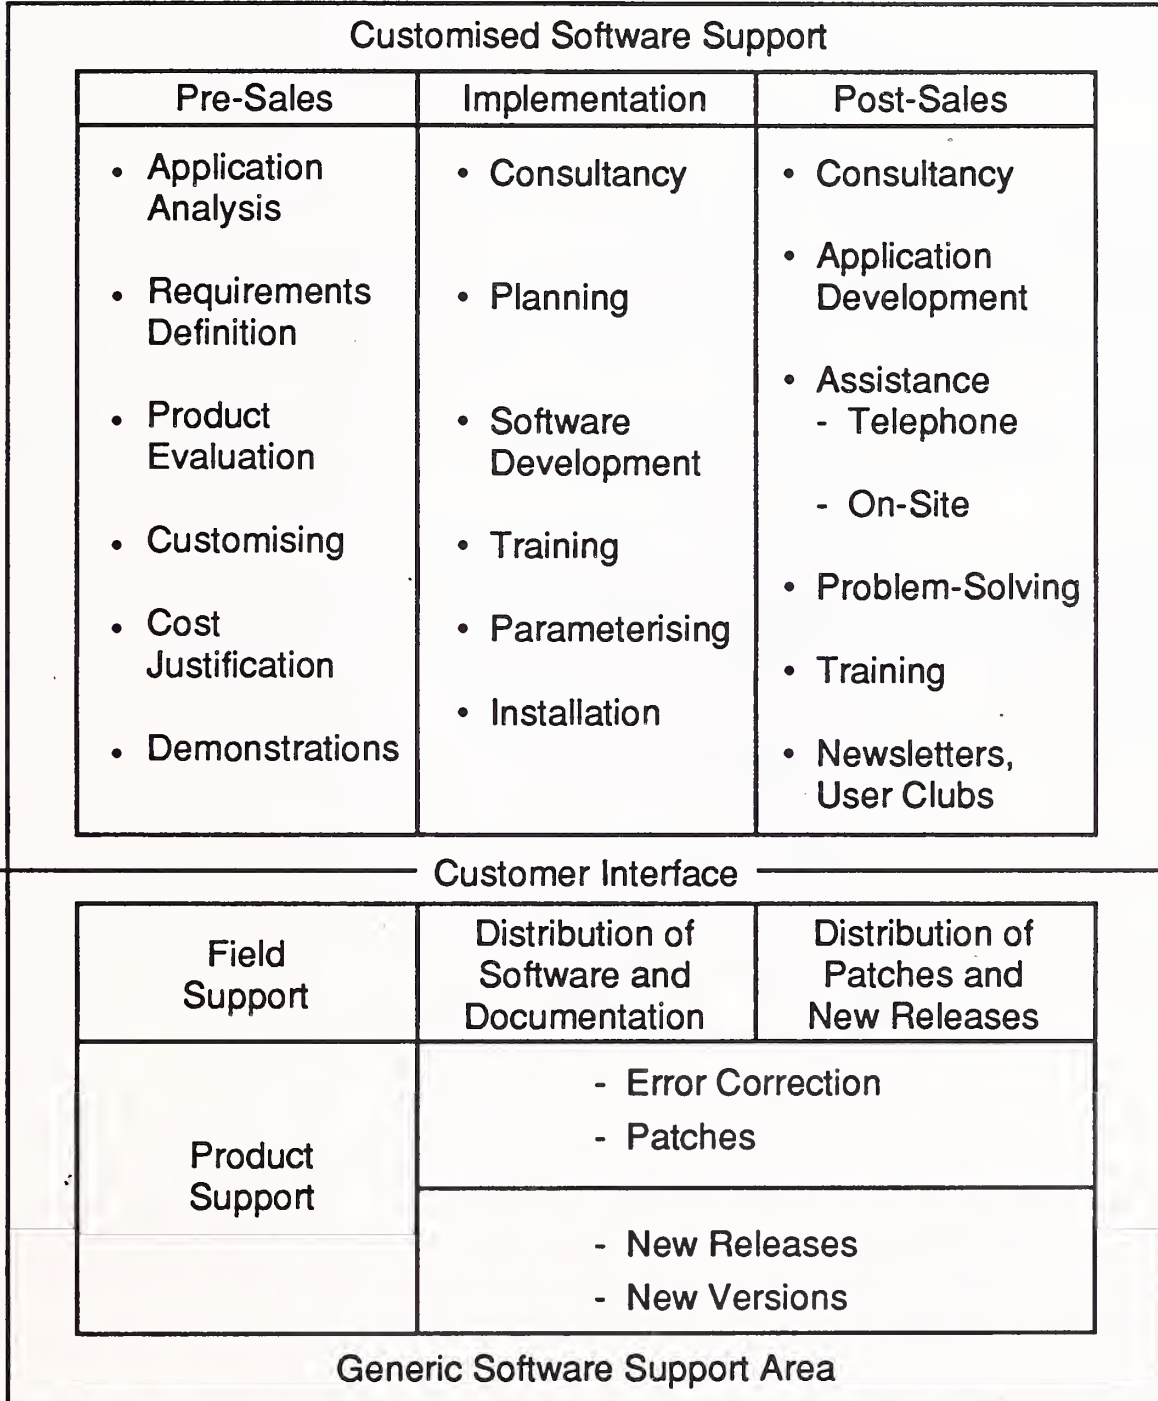 Customised Software Support
Pre-Sales
Implementation
Post-Sales
• Application
Analysis
• Requirements
Definition
• Product
Evaluation
• Customising
• Cost
Justification
• Demonstrations
• Consultancy
• Planning
• Software
Development
• Training
• Parameterising
• Installation
• Consultancy
• Application
Development
• Assistance
- Telephone
- On-Site
• Problem-Solving
• Training
• Newsletters,
User Clubs
Customer Interface
Field
Support
Distribution of
Software and
Documentation
Distribution of
Patches and
New Releases
Product
Support
- Error Correction
- Patches
- New Releases
- New Versions
Generic Software Support Area